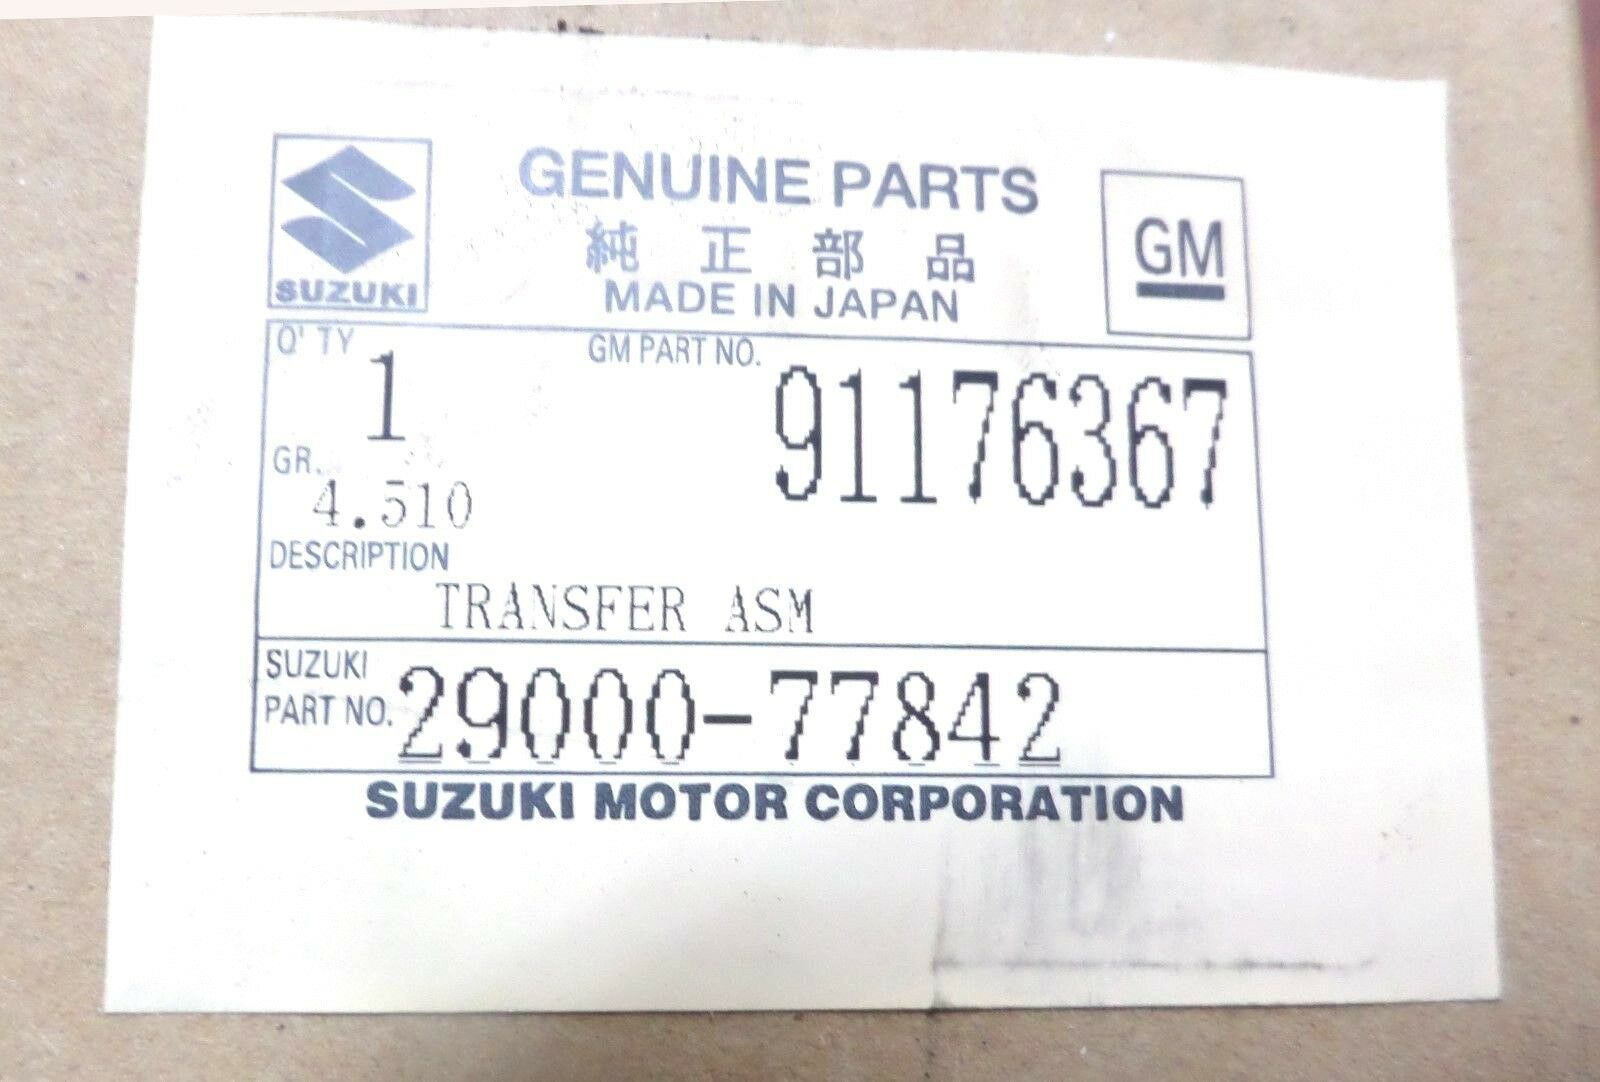 GENUINE PARTS
純正部品
MADE IN JAPAN
SUZUKI
GM
Q'TY 1
GM PART NO. 91176367
GR. 4.510
DESCRIPTION
TRANSFER ASM
SUZUKI
PART NO. 29000-77842
SUZUKI MOTOR CORPORATION